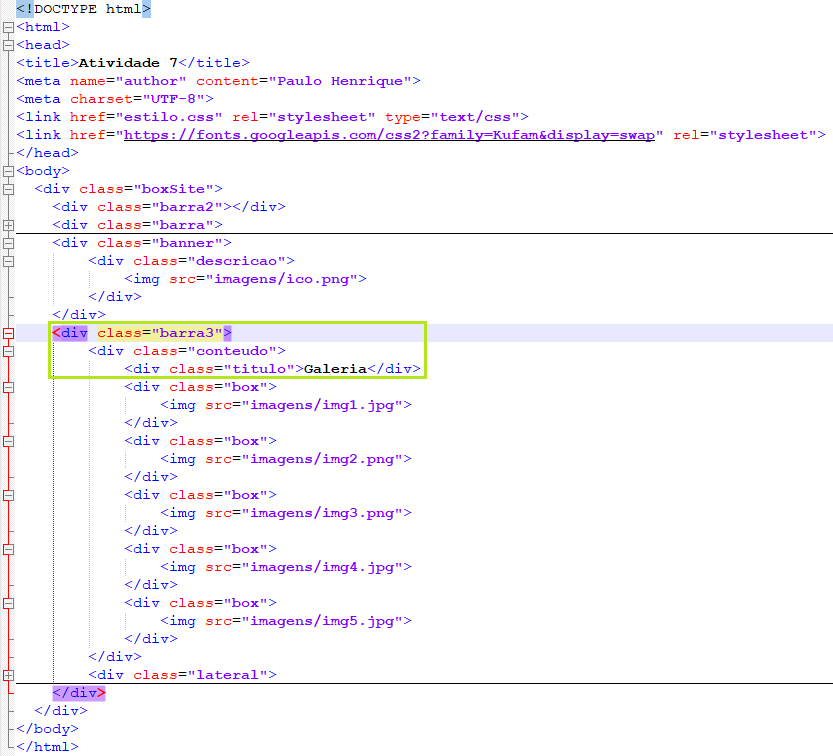 <!DOCTYPE html>
<html>
<head>
<title>Atividade 7</title>
<meta name="author" content="Paulo Henrique">
<meta charset="UTF-8">
<link href="estilo.css" rel="stylesheet" type="text/css">
<link href="https://fonts.googleapis.com/css2?family=Kufam&display=swap" rel="stylesheet">
</head>
<body>
  <div class="boxSite">
    <div class="barra2"></div>
    <div class="barra">
    <div class="banner">
        <div class="descricao">
            <img src="imagens/ico.png">
        </div>
    </div>
    <div class="barra3">
        <div class="conteudo">
            <div class="titulo">Galeria</div>
            <div class="box">
                <img src="imagens/img1.jpg">
            </div>
            <div class="box">
                <img src="imagens/img2.png">
            </div>
            <div class="box">
                <img src="imagens/img3.png">
            </div>
            <div class="box">
                <img src="imagens/img4.jpg">
            </div>
            <div class="box">
                <img src="imagens/img5.jpg">
            </div>
        </div>
        <div class="lateral">
    </div>
  </div>
</body>
</html>